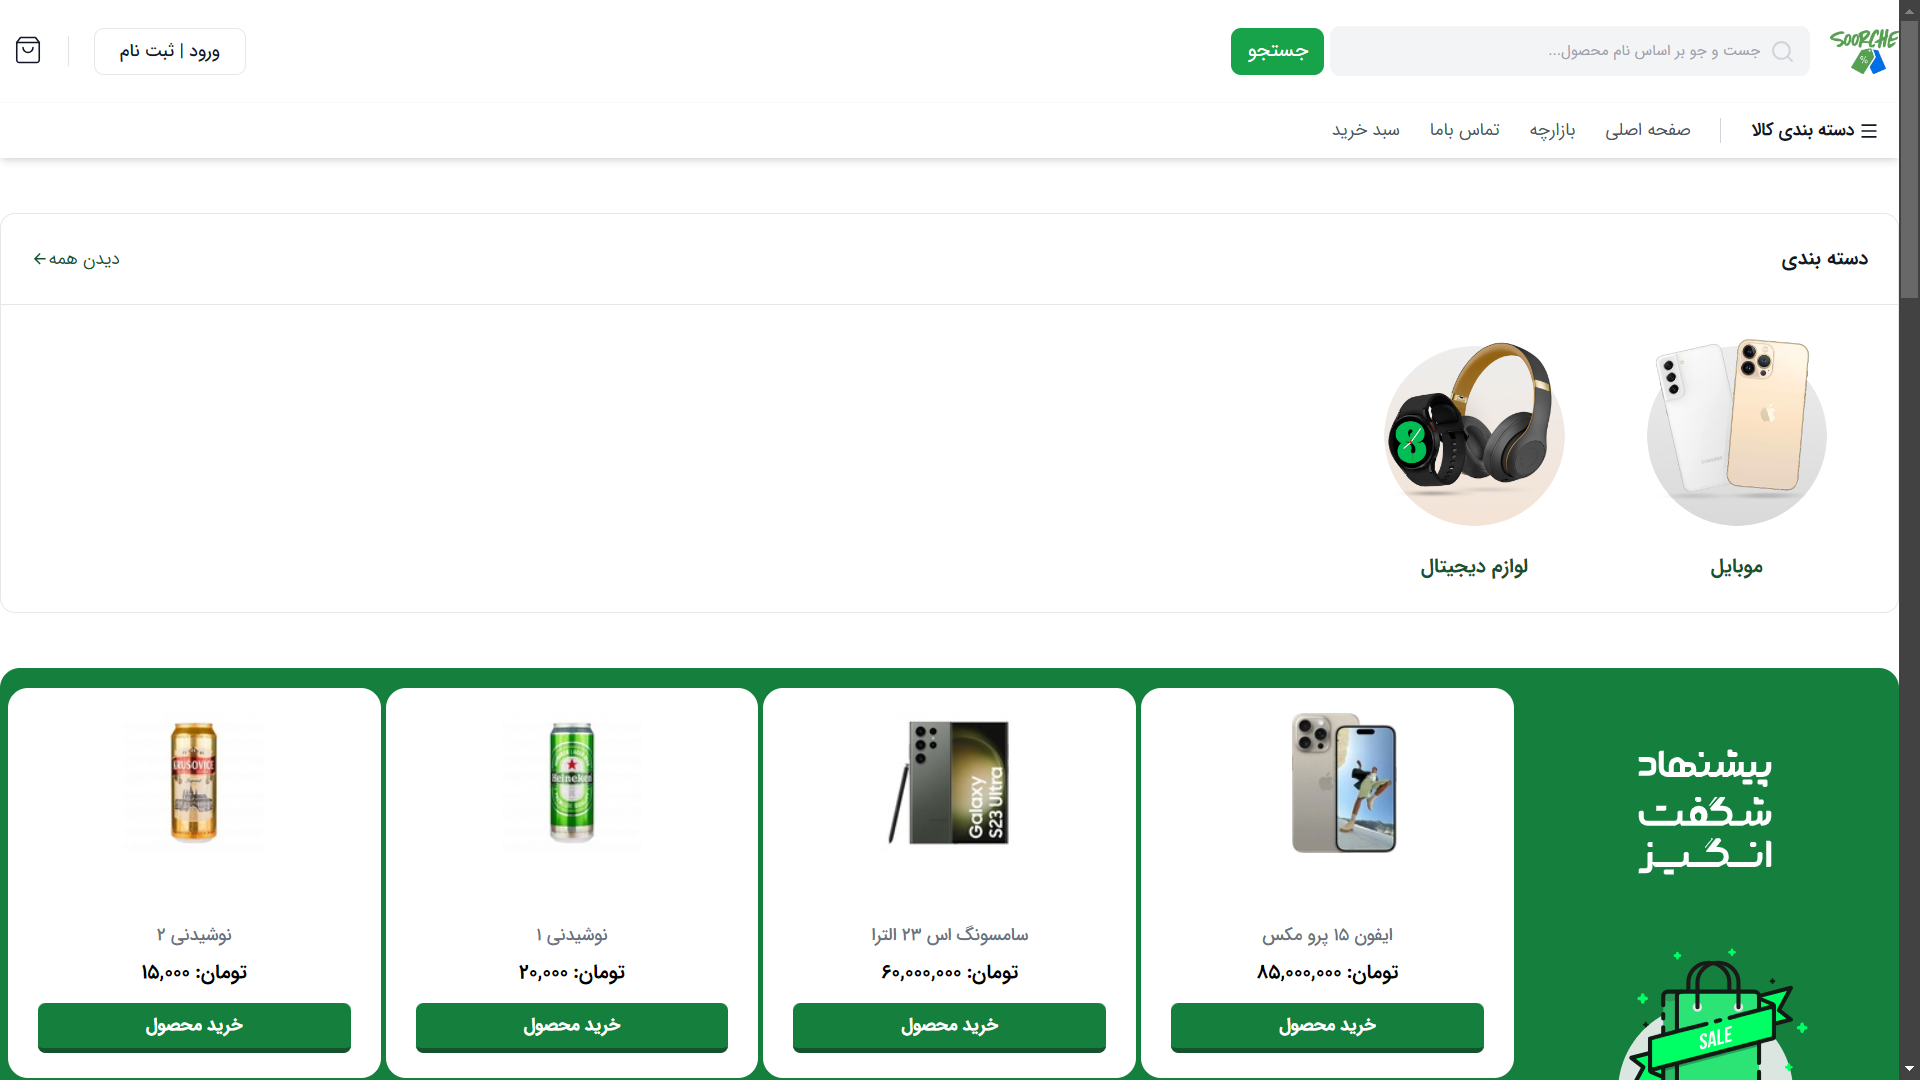 SOORCHE
جست و جو بر اساس نام محصول...
جستجو
ورود | ثبت نام
دسته بندی کالا
صفحه اصلی
بازارچه
تماس باما
سبد خرید
دسته بندی
دیدن همه
موبایل
لوازم دیجیتال
پیشنهاد
شگفت
انگیز
SALE
Galaxy
S23 Ultra
Heineken
KRUSOVICE
ایفون ۱۵ پرو مکس
تومان: ۸۵,۰۰۰,۰۰۰
خرید محصول
سامسونگ اس ۲۳ الترا
تومان: ۶۰,۰۰۰,۰۰۰
خرید محصول
نوشیدنی ۱
تومان: ۲۰,۰۰۰
خرید محصول
نوشیدنی ۲
تومان: ۱۵,۰۰۰
خرید محصول